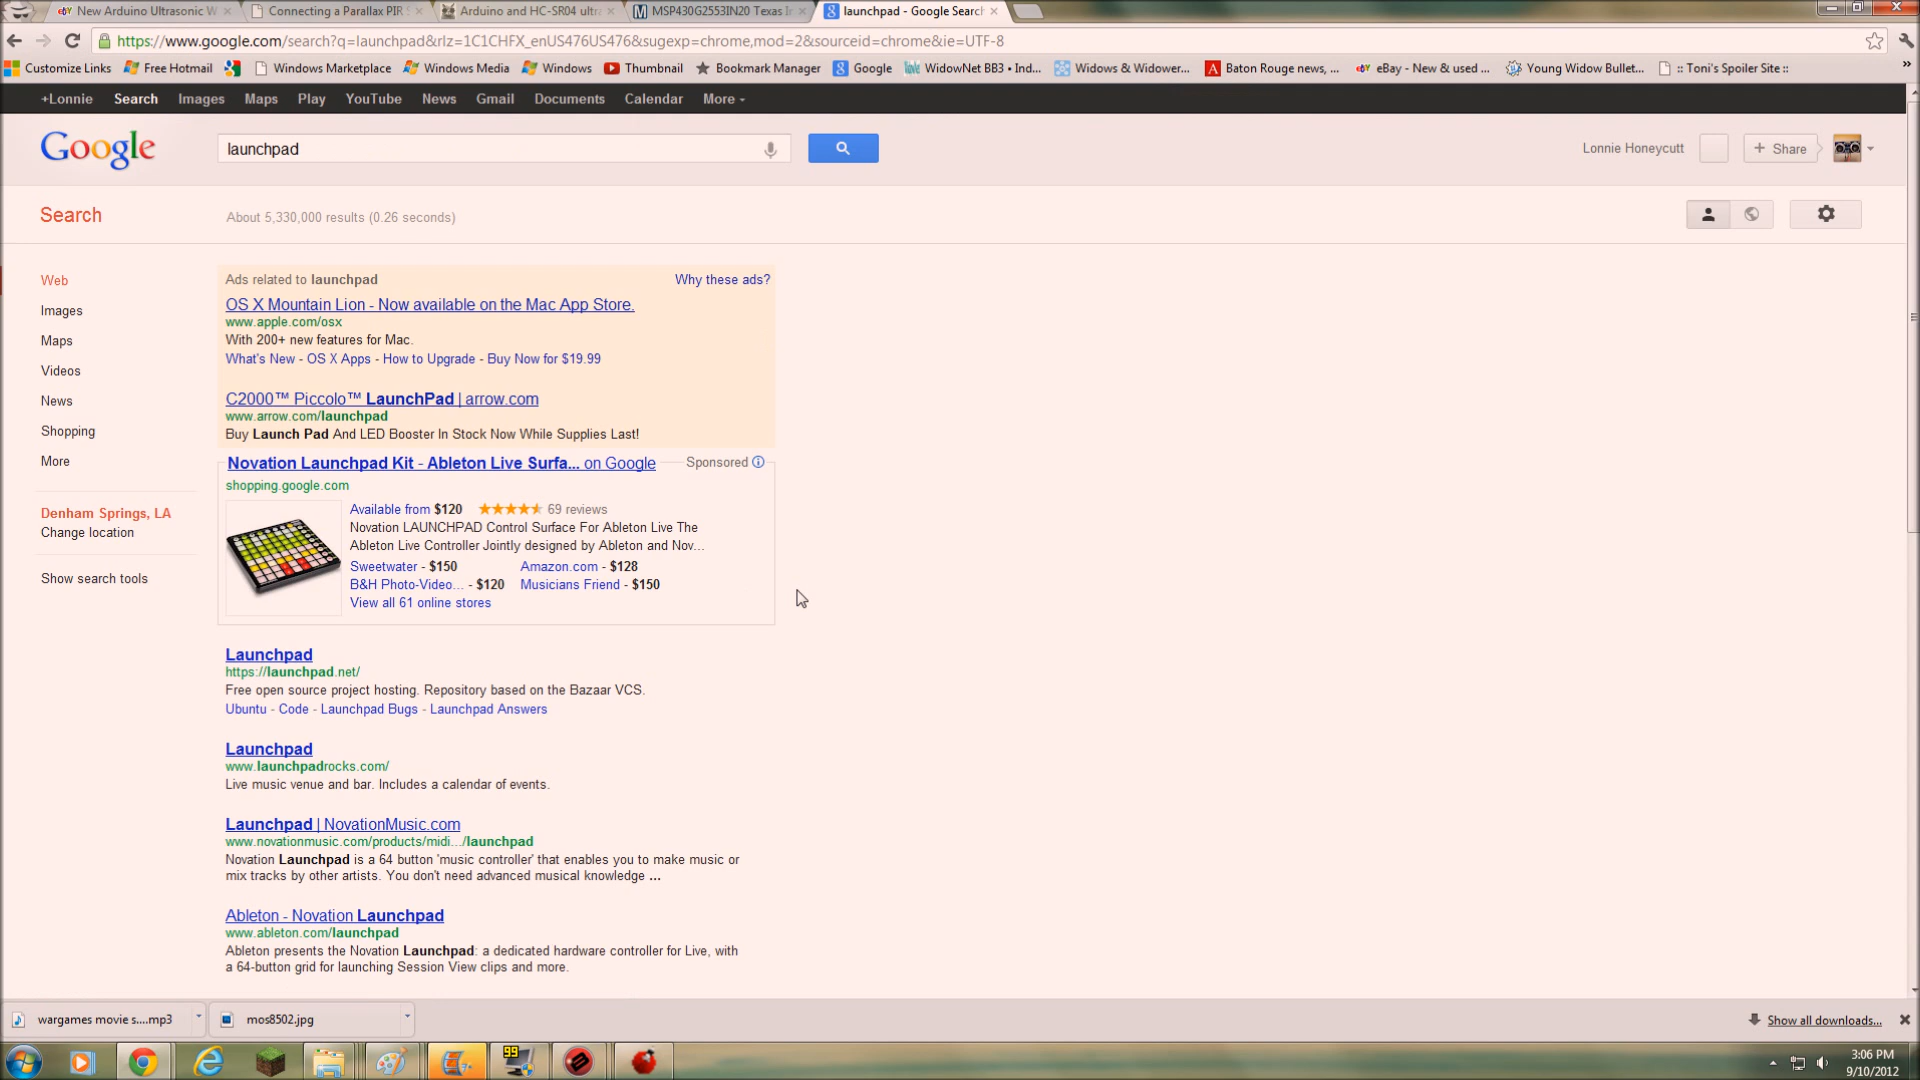 New Arduino Ultrasonic W
Connecting a Parallax PIR S
Arduino and HC-SR04 ultra
MSP430G2553IN20 Texas In
launchpad - Google Search
https://www.google.com/search?q=launchpad&rlz=1C1CHFX_enUS476US476&sugexp=chrome,mod=2&sourceid=chrome&ie=UTF-8
Customize Links Free Hotmail Windows Marketplace Windows Media Windows Thumbnail Bookmark Manager Google WidowNet BB3 • Ind... Widows & Widower... Baton Rouge news, ... eBay - New & used ... Young Widow Bullet... :: Toni's Spoiler Site :: »
+Lonnie Search Images Maps Play YouTube News Gmail Documents Calendar More
Google
launchpad
Lonnie Honeycutt
+ Share
Search
About 5,330,000 results (0.26 seconds)
Web
Images
Maps
Videos
News
Shopping
More
Denham Springs, LA
Change location
Show search tools
Ads related to launchpad
Why these ads?
OS X Mountain Lion - Now available on the Mac App Store.
www.apple.com/osx
With 200+ new features for Mac.
What's New - OS X Apps - How to Upgrade - Buy Now for $19.99
C2000™ Piccolo™ LaunchPad | arrow.com
www.arrow.com/launchpad
Buy Launch Pad And LED Booster In Stock Now While Supplies Last!
Novation Launchpad Kit - Ableton Live Surfa... on Google
Sponsored
shopping.google.com
Available from $120 69 reviews
Novation LAUNCHPAD Control Surface For Ableton Live The
Ableton Live Controller Jointly designed by Ableton and Nov...
Sweetwater - $150 Amazon.com - $128
B&H Photo-Video... - $120 Musicians Friend - $150
View all 61 online stores
Launchpad
https://launchpad.net/
Free open source project hosting. Repository based on the Bazaar VCS.
Ubuntu - Code - Launchpad Bugs - Launchpad Answers
Launchpad
www.launchpadrocks.com/
Live music venue and bar. Includes a calendar of events.
Launchpad | NovationMusic.com
www.novationmusic.com/products/midi.../launchpad
Novation Launchpad is a 64 button 'music controller' that enables you to make music or
mix tracks by other artists. You don't need advanced musical knowledge ...
Ableton - Novation Launchpad
www.ableton.com/launchpad
Ableton presents the Novation Launchpad: a dedicated hardware controller for Live, with
a 64-button grid for launching Session View clips and more.
wargames movie s....mp3
mos8502.jpg
Show all downloads...
99
3:06 PM
9/10/2012